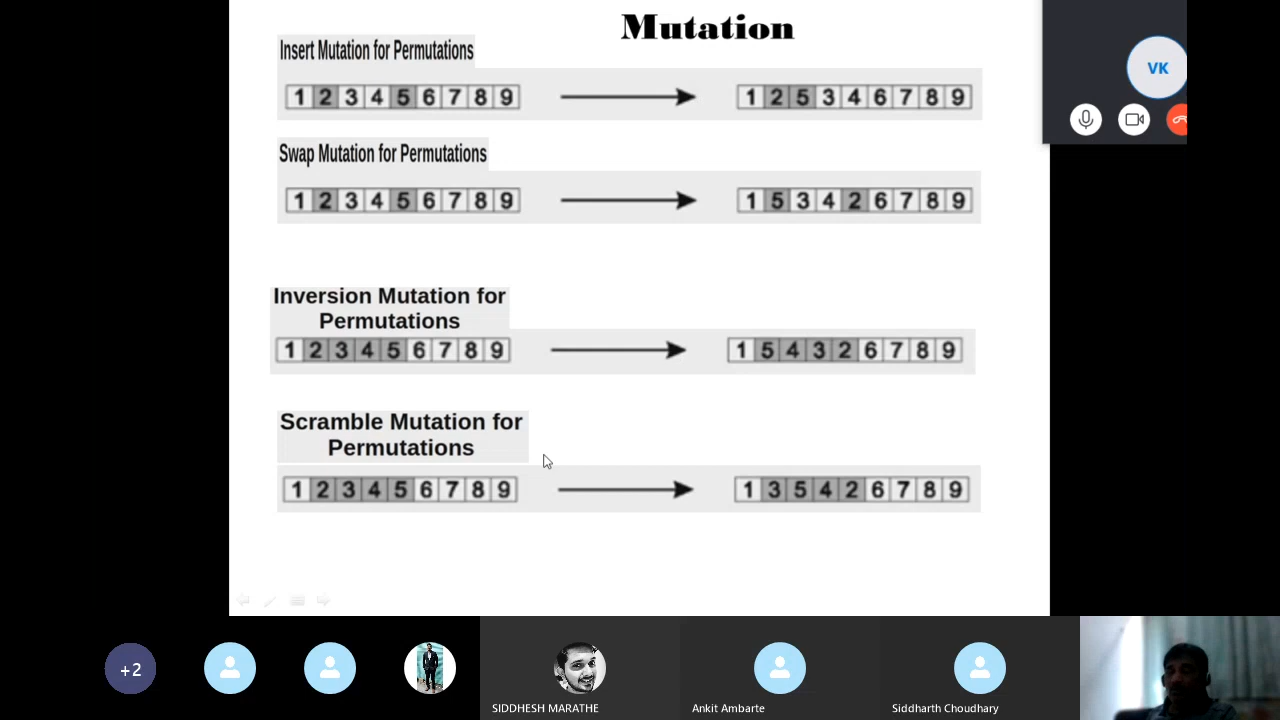 Mutation
Insert Mutation for Permutations
1 2 3 4 5 6 7 8 9
1 2 5 3 4 6 7 8 9
Swap Mutation for Permutations
1 2 3 4 5 6 7 8 9
1 5 3 4 2 6 7 8 9
Inversion Mutation for
Permutations
1 2 3 4 5 6 7 8 9
1 5 4 3 2 6 7 8 9
Scramble Mutation for
Permutations
1 2 3 4 5 6 7 8 9
1 3 5 4 2 6 7 8 9
VK
+2
SIDDHESH MARATHE
Ankit Ambarte
Siddharth Choudhary